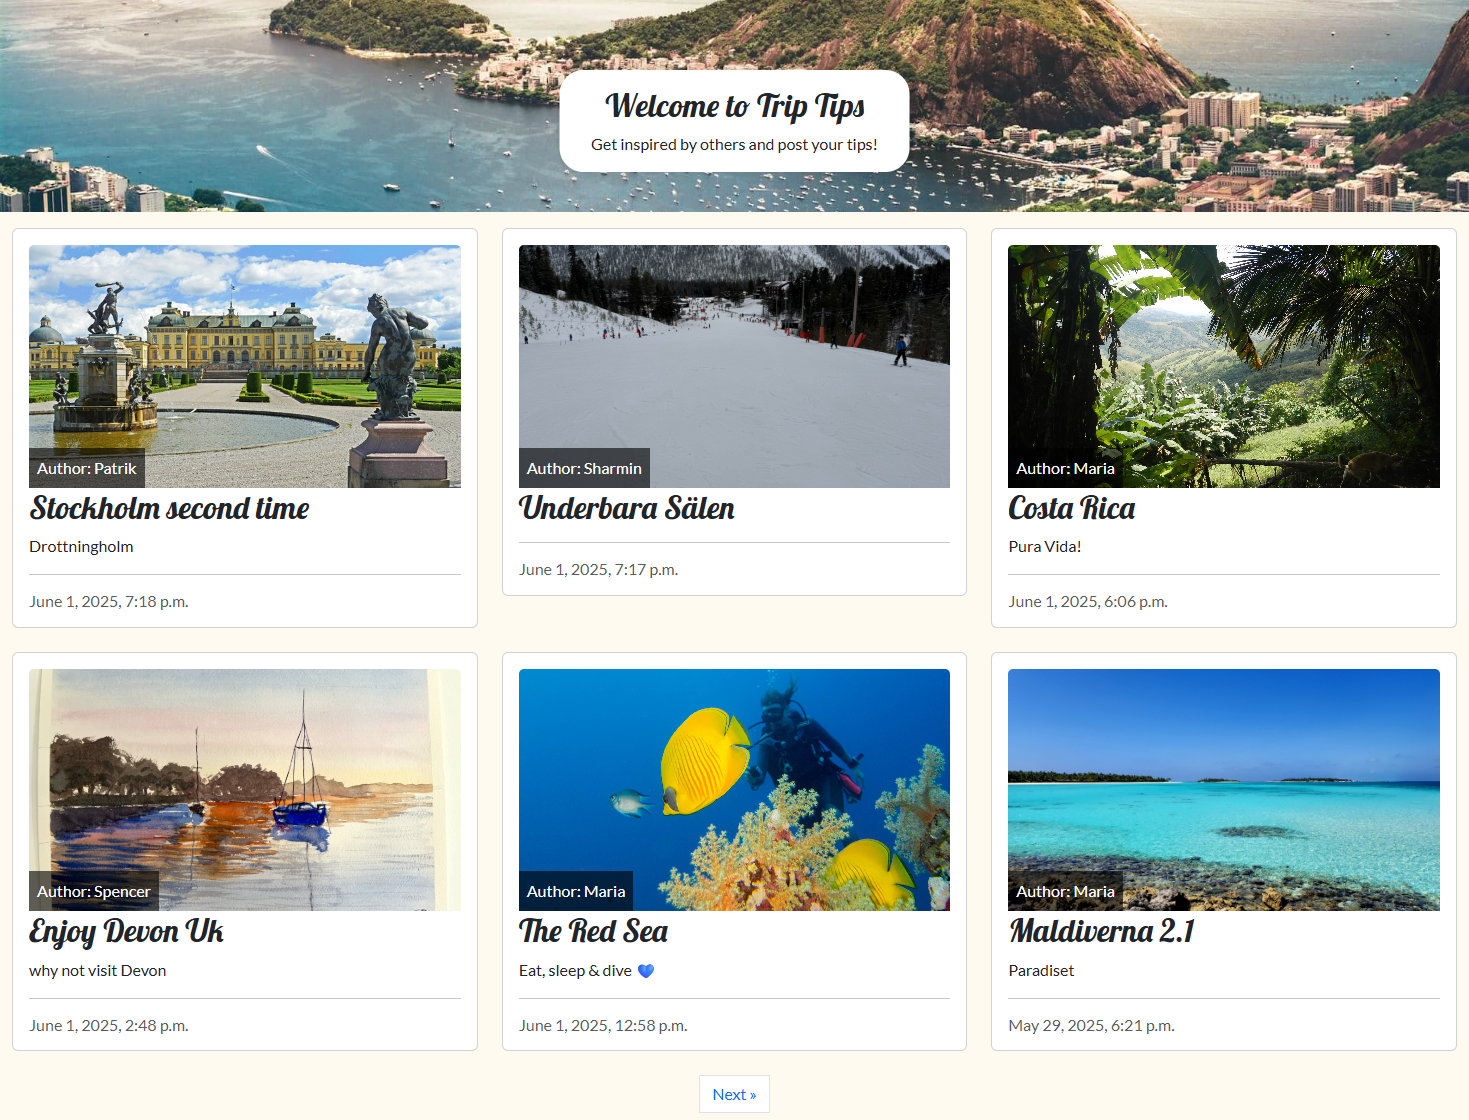 Welcome to Trip Tips
Get inspired by others and post your tips!
Author: Patrik
Stockholm second time
Drottningholm
June 1, 2025, 7:18 p.m.
Author: Sharmin
Underbara Sälen
June 1, 2025, 7:17 p.m.
Author: Maria
Costa Rica
Pura Vida!
June 1, 2025, 6:06 p.m.
Author: Spencer
Enjoy Devon Uk
why not visit Devon
June 1, 2025, 2:48 p.m.
Author: Maria
The Red Sea
Eat, sleep & dive 💙
June 1, 2025, 12:58 p.m.
Author: Maria
Maldiverna 2.1
Paradiset
May 29, 2025, 6:21 p.m.
Next »